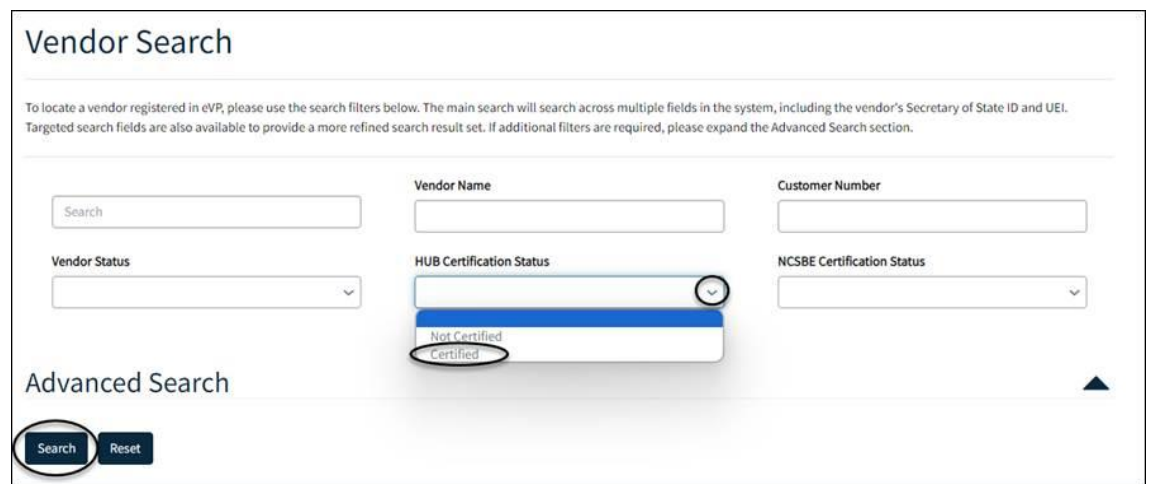 Vendor Search
To locate a vendor registered in eVP, please use the search filters below. The main search will search across multiple fields in the system, including the vendor's Secretary of State ID and UEI.
Targeted search fields are also available to provide a more refined search result set. If additional filters are required, please expand the Advanced Search section.
Search
Vendor Name
Customer Number
Vendor Status
HUB Certification Status
NCSBE Certification Status
Not Certified
Certified
Advanced Search
Search
Reset